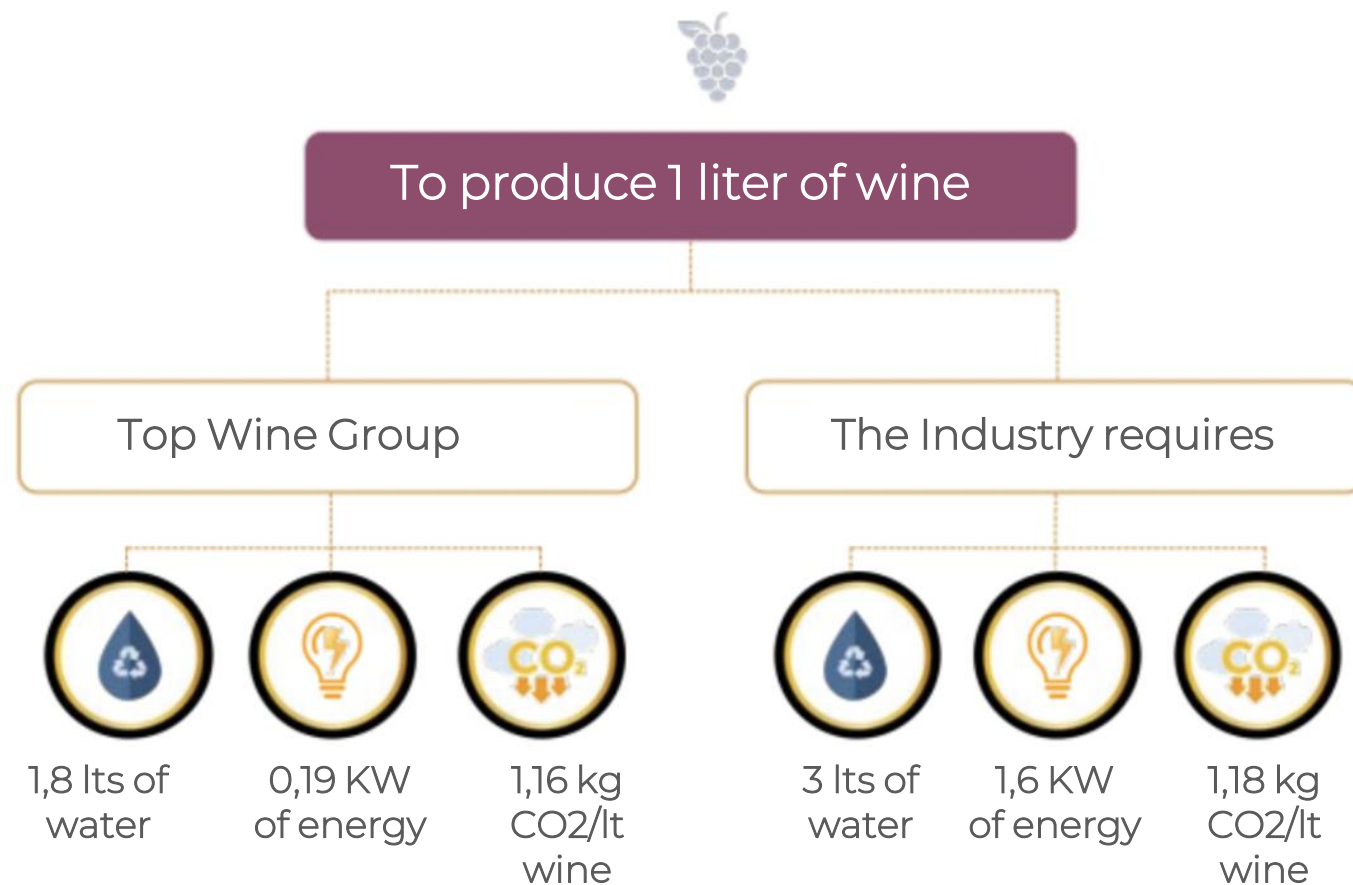 To produce 1 liter of wine
Top Wine Group
The Industry requires
CO2
CO2
1,8 lts of
water
0,19 KW
of energy
1,16 kg
CO2/lt
wine
3 lts of
water
1,6 KW
of energy
1,18 kg
CO2/lt
wine